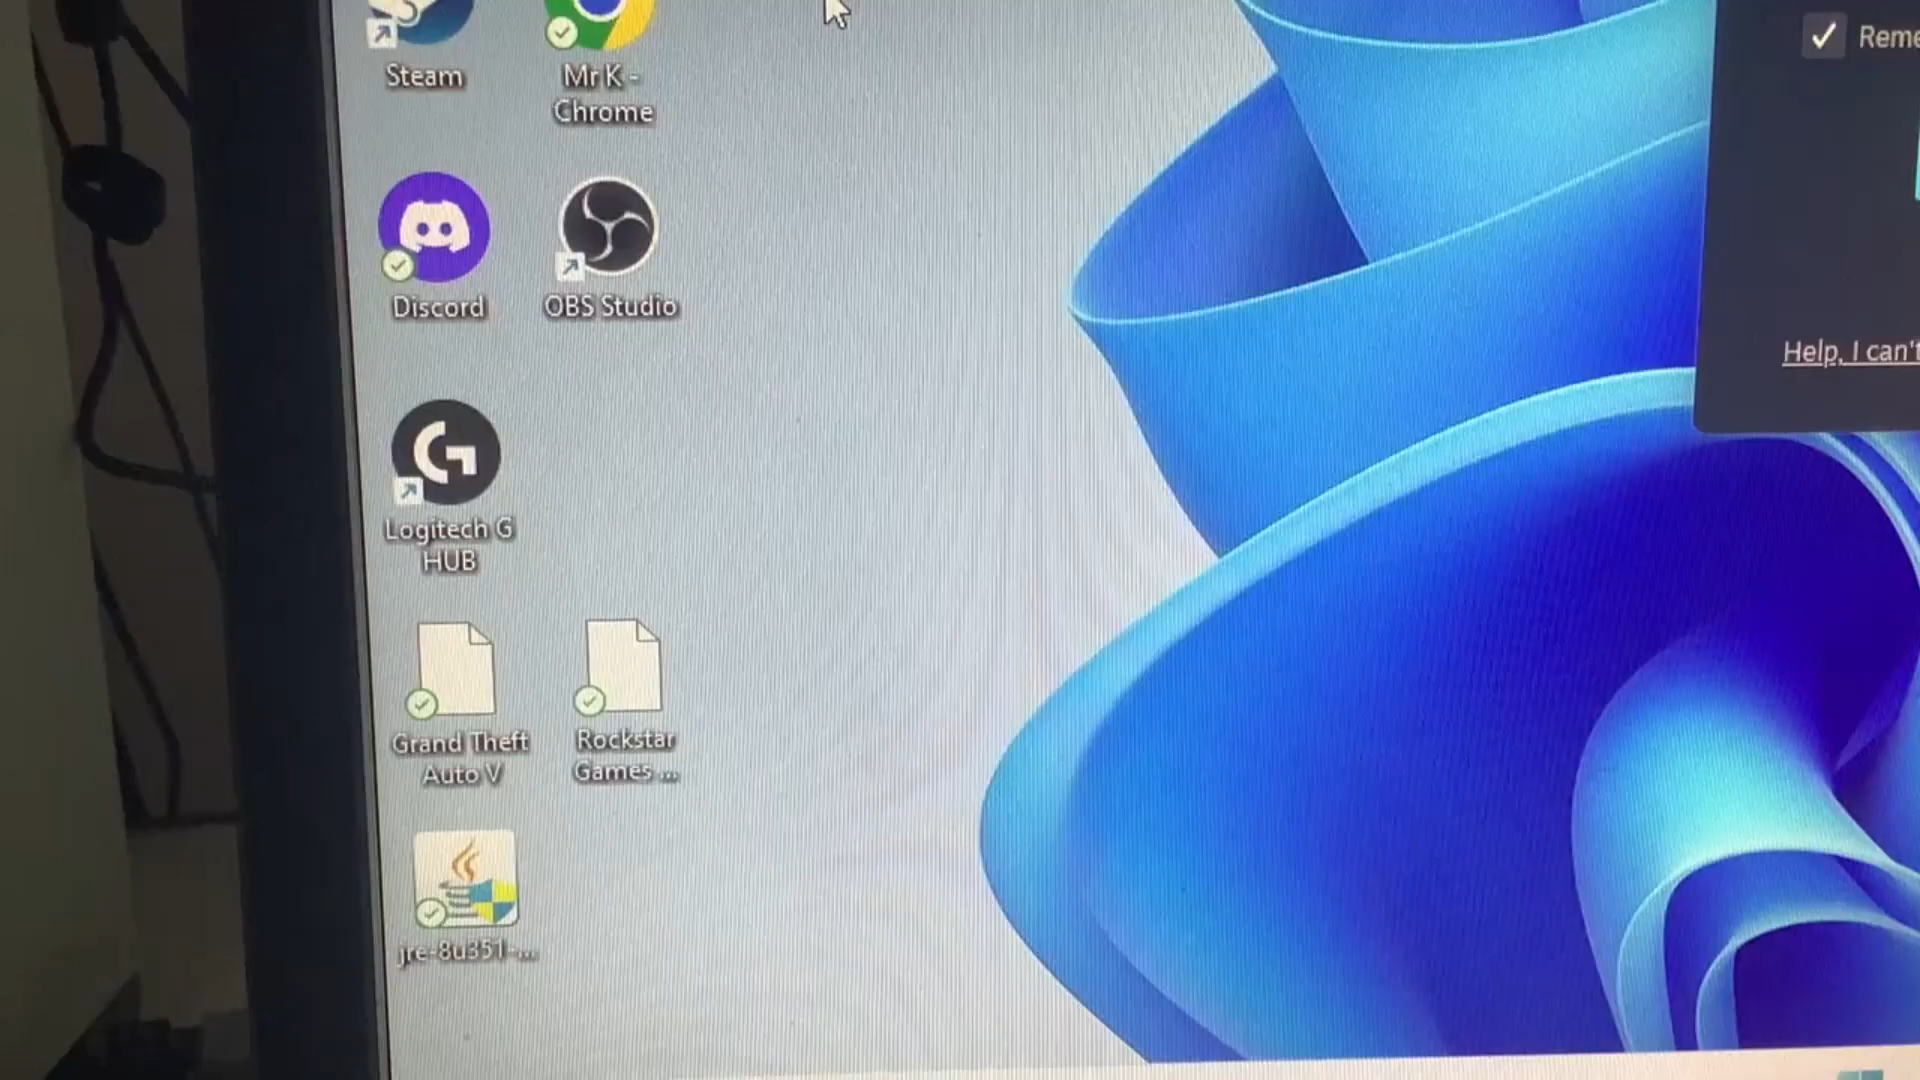 Steam
Mr K -
Chrome
Reme
Discord
OBS Studio
Help, I can't
Logitech G
HUB
Grand Theft
Auto V
Rockstar
Games ...
jre-8u351-...